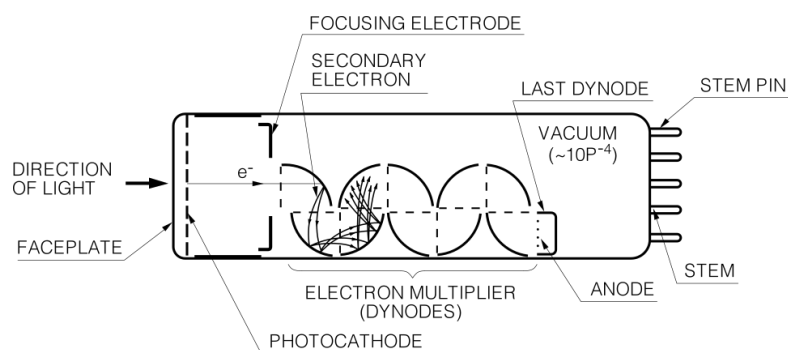 FOCUSING ELECTRODE
SECONDARY
ELECTRON
LAST DYNODE
STEM PIN
VACUUM
(~10P⁻⁴)
DIRECTION
OF LIGHT
e⁻
FACEPLATE
STEM
ELECTRON MULTIPLIER
(DYNODES)
ANODE
PHOTOCATHODE